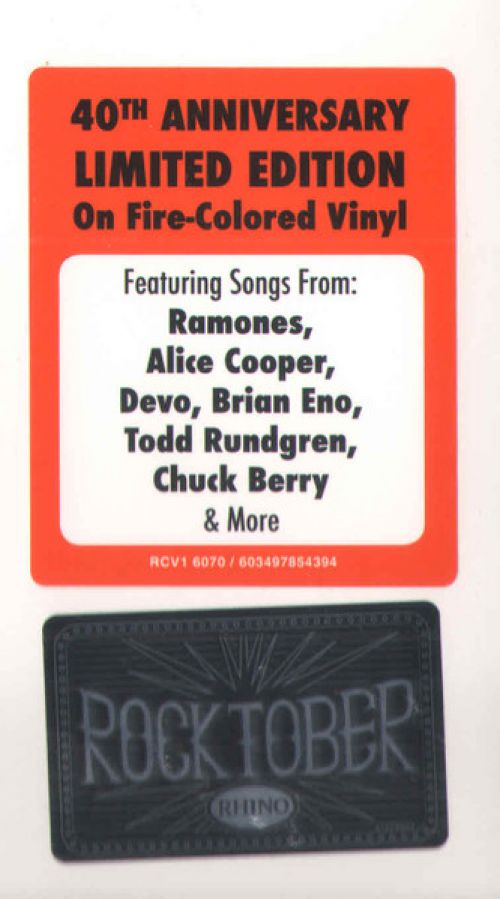 40TH ANNIVERSARY
LIMITED EDITION
On Fire-Colored Vinyl
Featuring Songs From:
Ramones,
Alice Cooper,
Devo, Brian Eno,
Todd Rundgren,
Chuck Berry
& More
RCV1 6070 / 603497854394
ROCKTOBER
RHINO